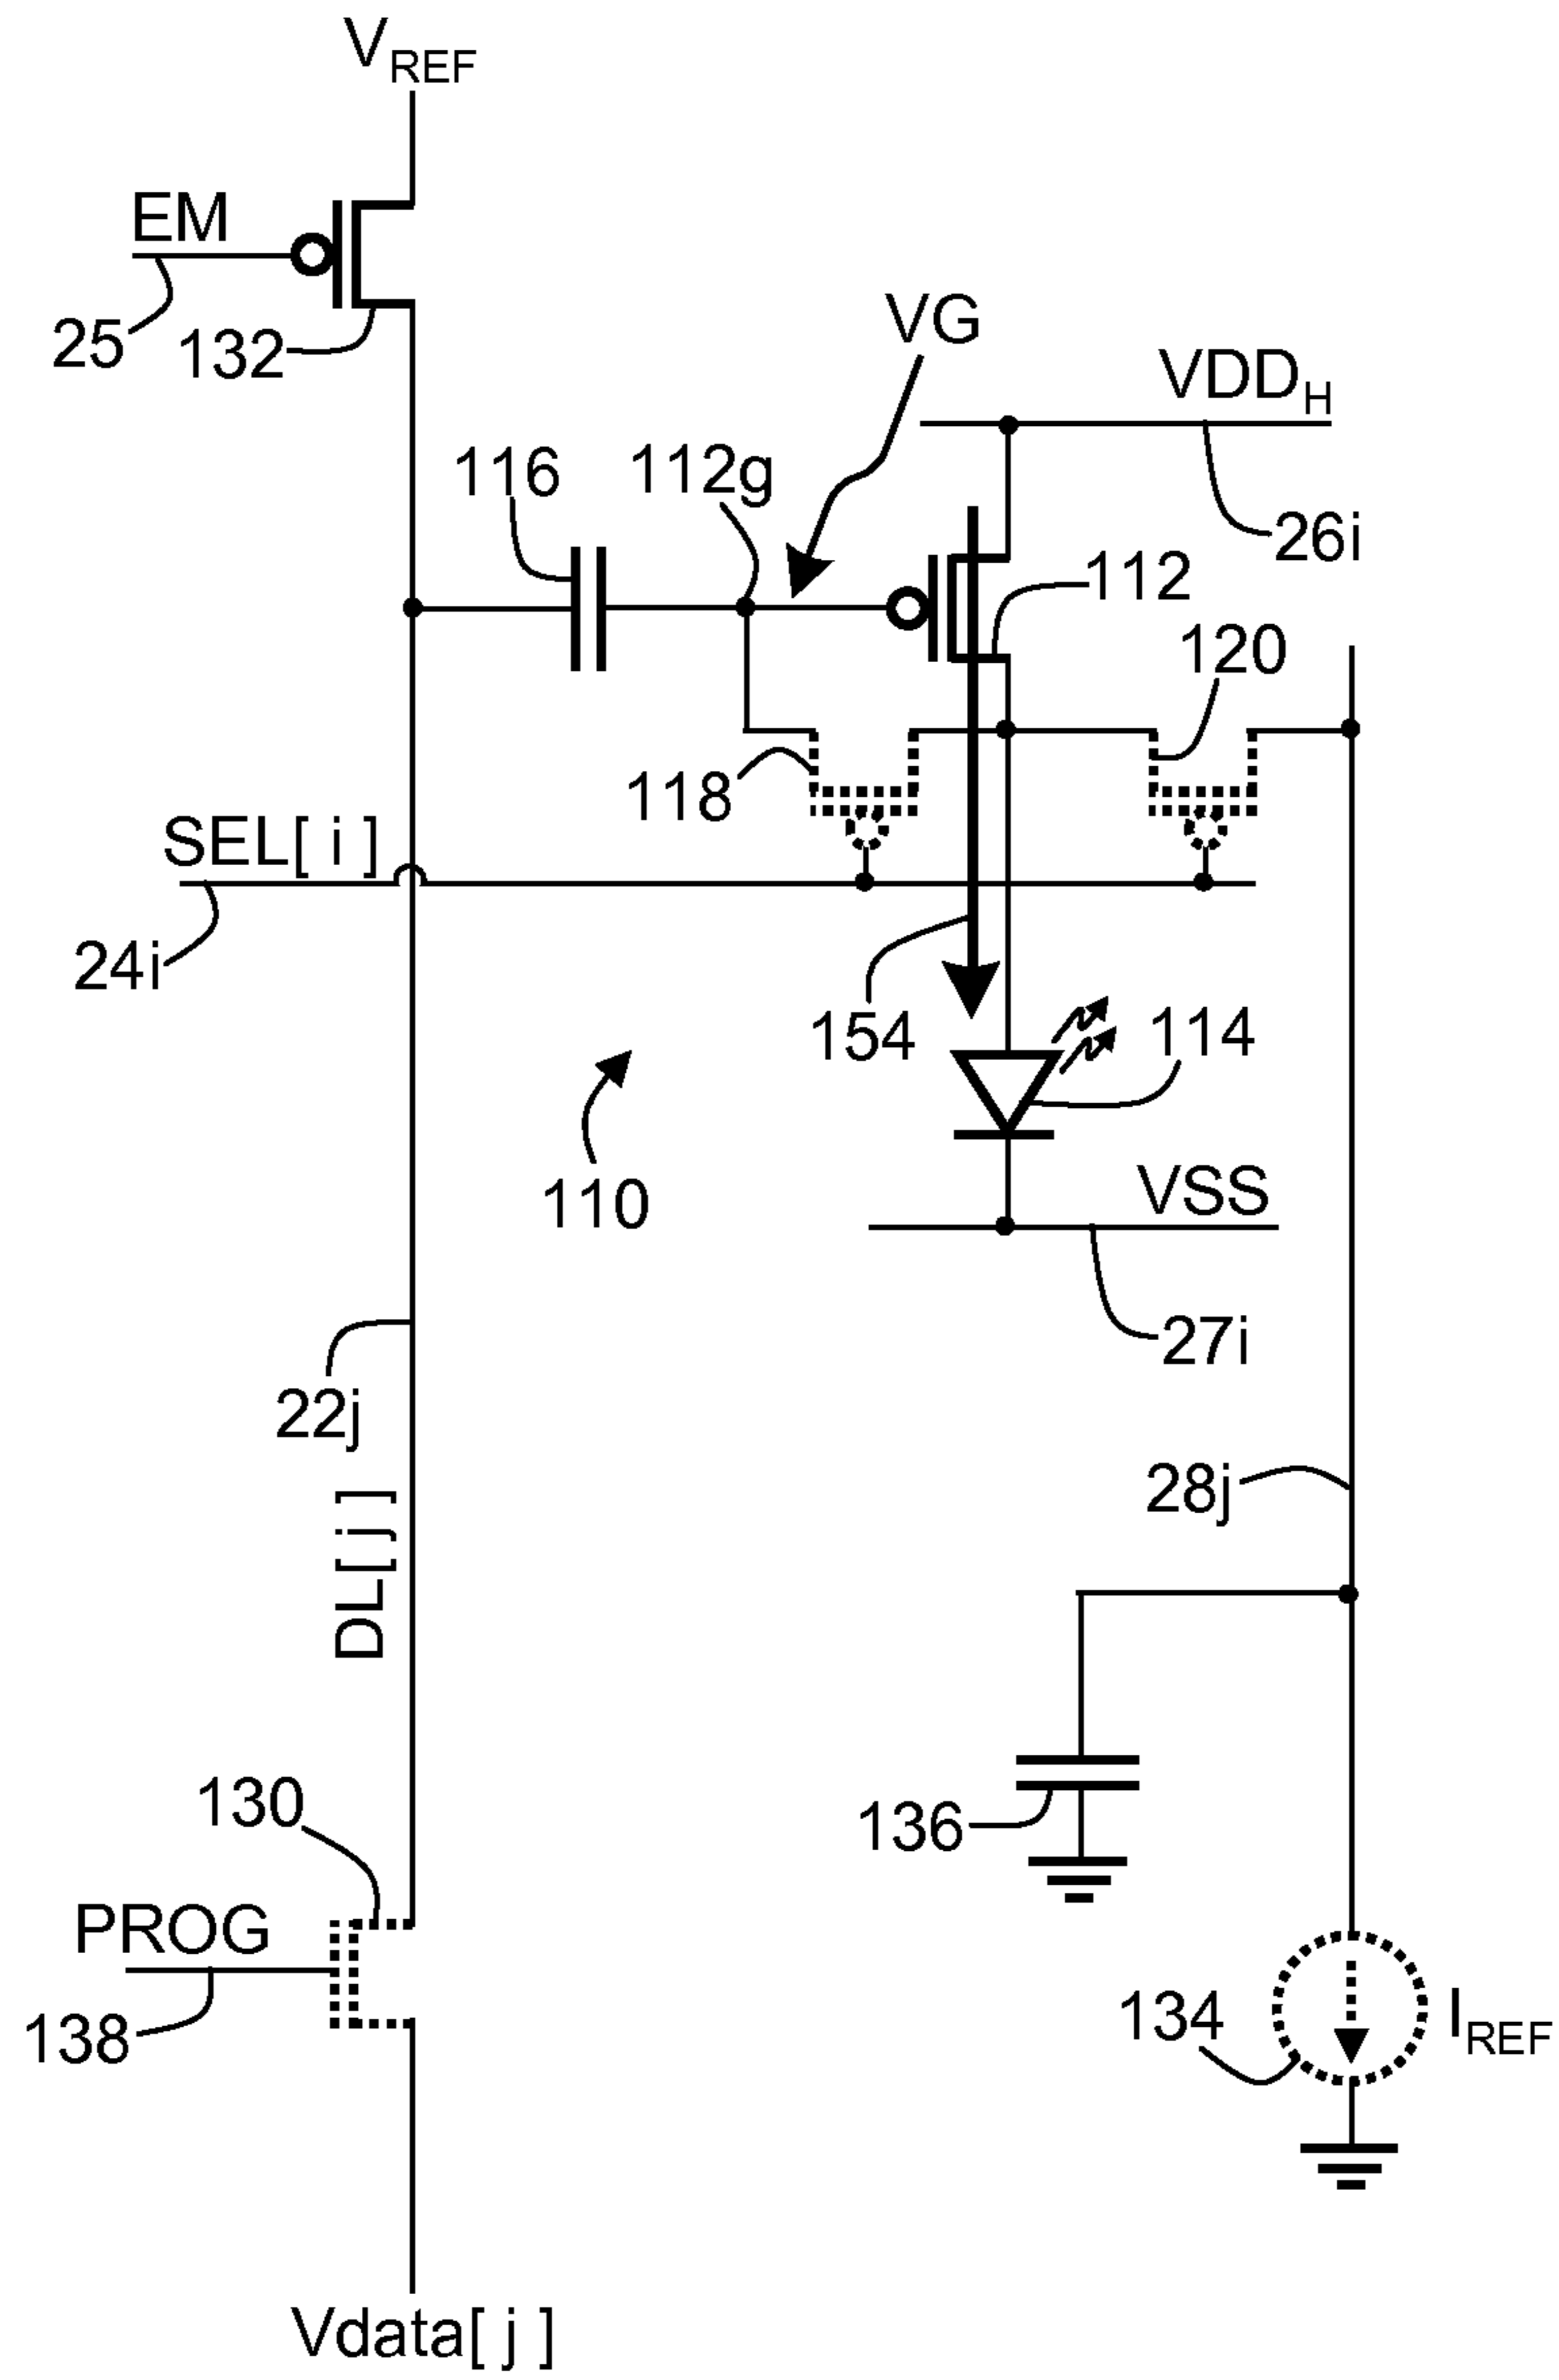 VREF
EM
25
132
VG
VDDH
116
112g
26i
112
120
118
SEL[ i ]
24i
154
114
110
VSS
27i
22j
28j
DL[ j ]
130
136
PROG
138
134
IREF
Vdata[ j ]